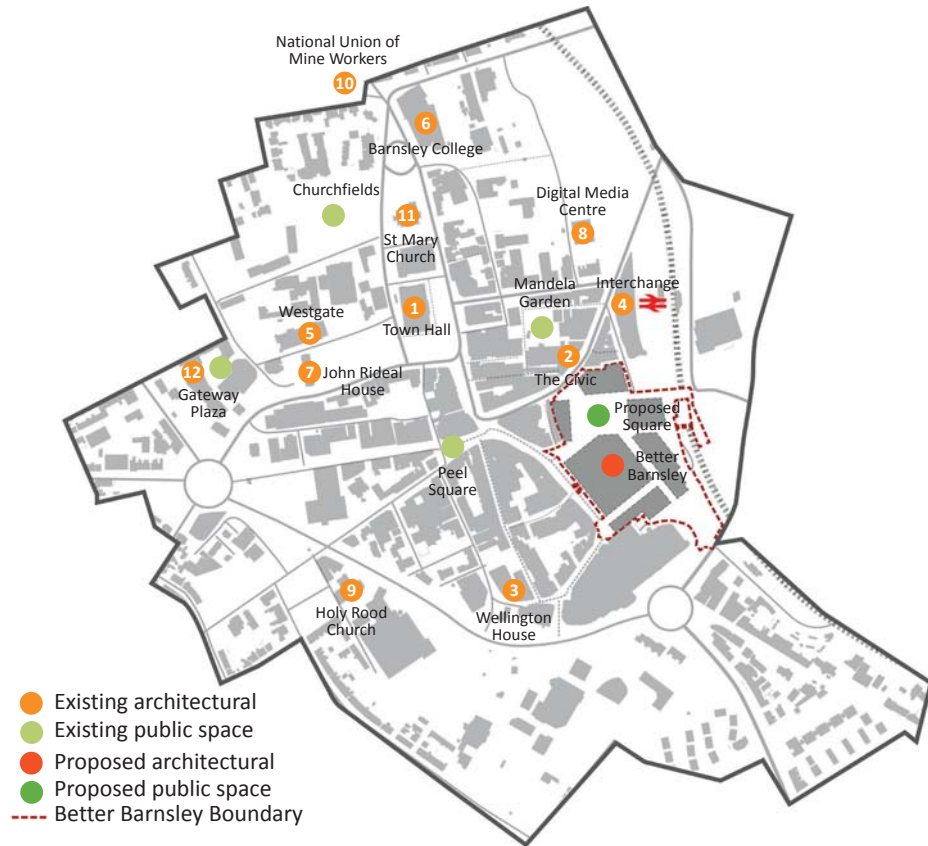 National Union of
Mine Workers
10
6
Barnsley College
Churchfields
11
St Mary
Church
Digital Media
Centre
8
Mandela
Garden
Interchange
4
Westgate
5
1
Town Hall
2
The Civic
12
Gateway
Plaza
7
John Rideal
House
Proposed
Square
Peel
Square
Better
Barnsley
9
Holy Rood
Church
3
Wellington
House
Existing architectural
Existing public space
Proposed architectural
Proposed public space
Better Barnsley Boundary